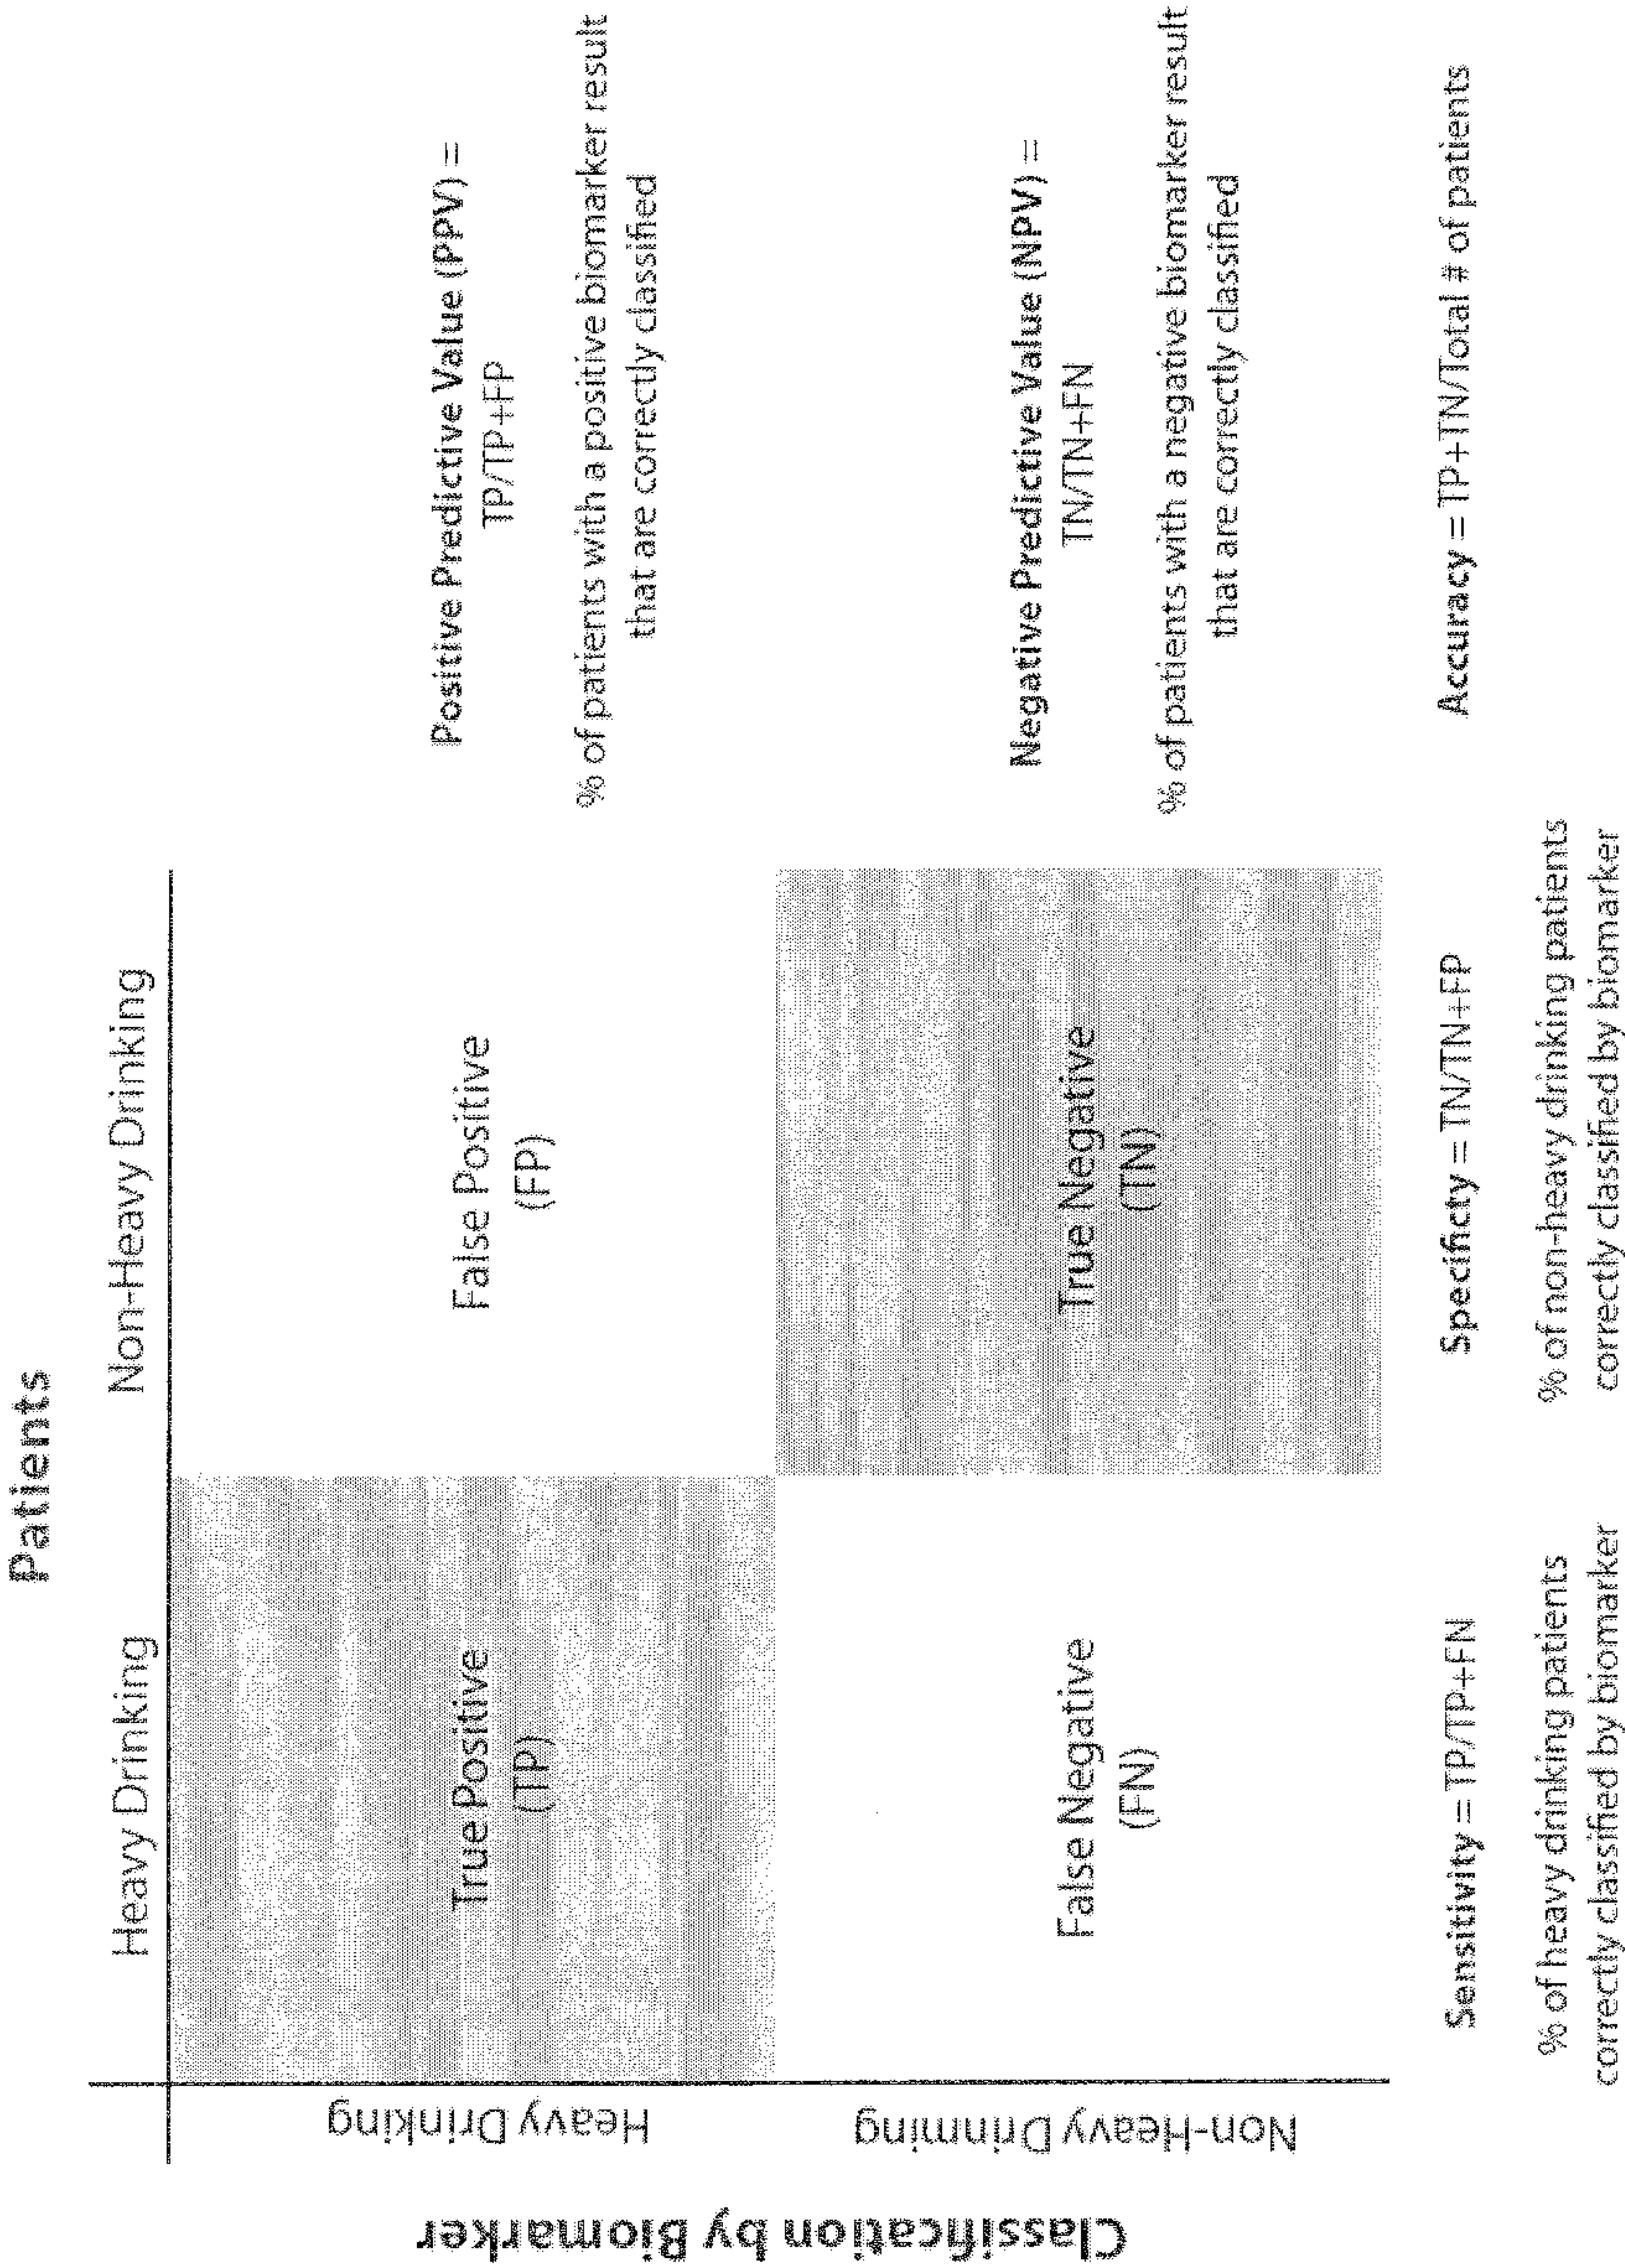 Patients
Heavy Drinking
Non-Heavy Drinking
Classification by Biomarker
Heavy Drinking
True Positive
(TP)
False Positive
(FP)
Positive Predictive Value (PPV) =
TP/TP+FP
% of patients with a positive biomarker result
that are correctly classified
Non-Heavy Drinming
False Negative
(FN)
True Negative
(TN)
Negative Predictive Value (NPV) =
TN/TN+FN
% of patients with a negative biomarker result
that are correctly classified
Sensitivity = TP/TP+FN
% of heavy drinking patients
correctly classified by biomarker
Specificty = TN/TN+FP
% of non-heavy drinking patients
correctly classified by biomarker
Accuracy = TP+TN/Total # of patients